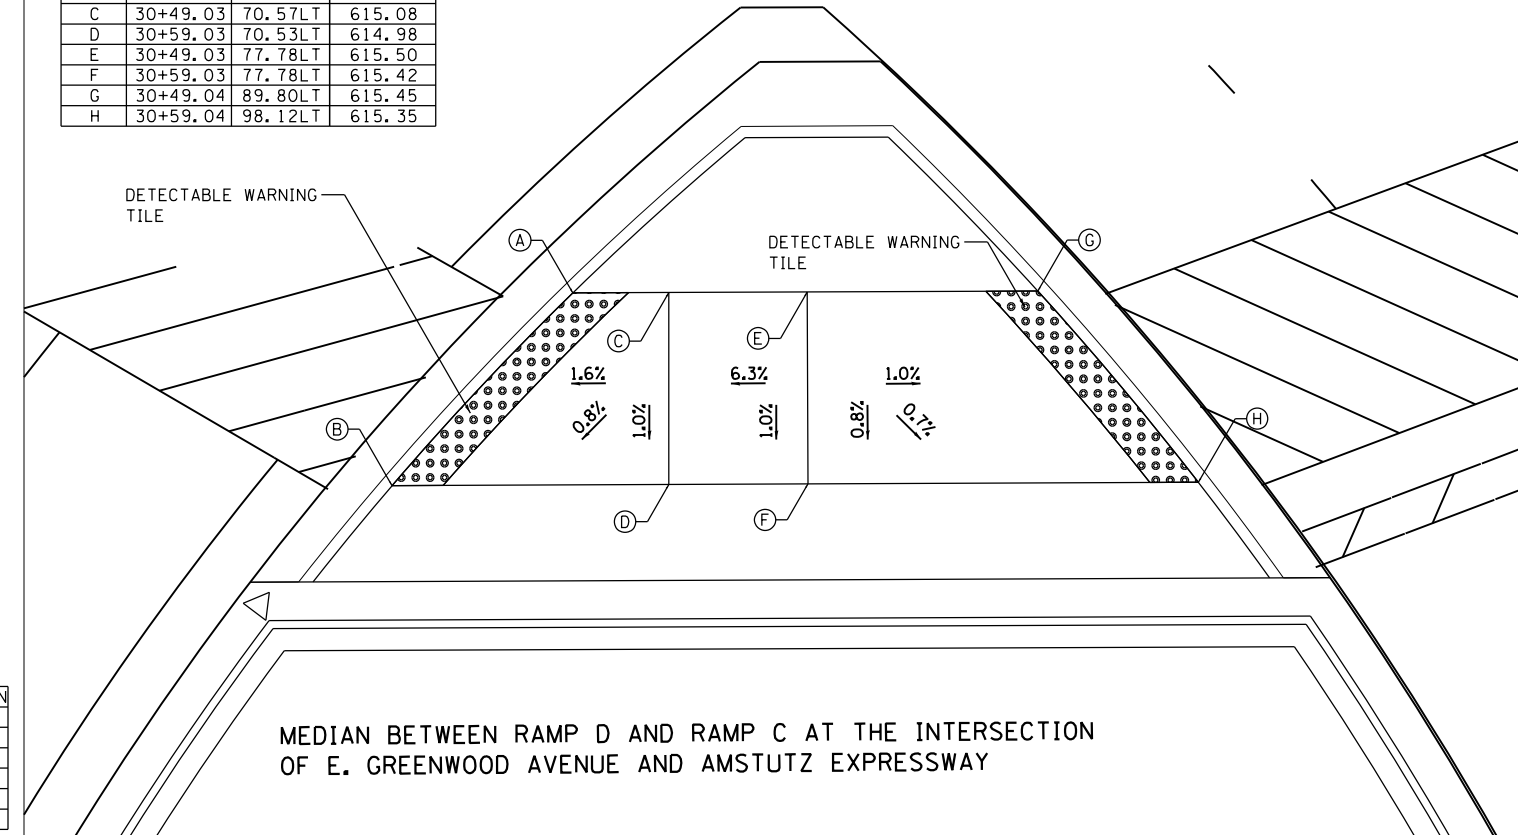 C 30+49.03 70.57LT 615.08
D 30+59.03 70.53LT 614.98
E 30+49.03 77.78LT 615.50
F 30+59.03 77.78LT 615.42
G 30+49.04 89.80LT 615.45
H 30+59.04 98.12LT 615.35
DETECTABLE WARNING
TILE
A
DETECTABLE WARNING
TILE
G
C
E
1.6%
6.3%
1.0%
0.8%
1.0%
1.0%
0.8%
0.7%
B
H
D
F
N
MEDIAN BETWEEN RAMP D AND RAMP C AT THE INTERSECTION
OF E. GREENWOOD AVENUE AND AMSTUTZ EXPRESSWAY